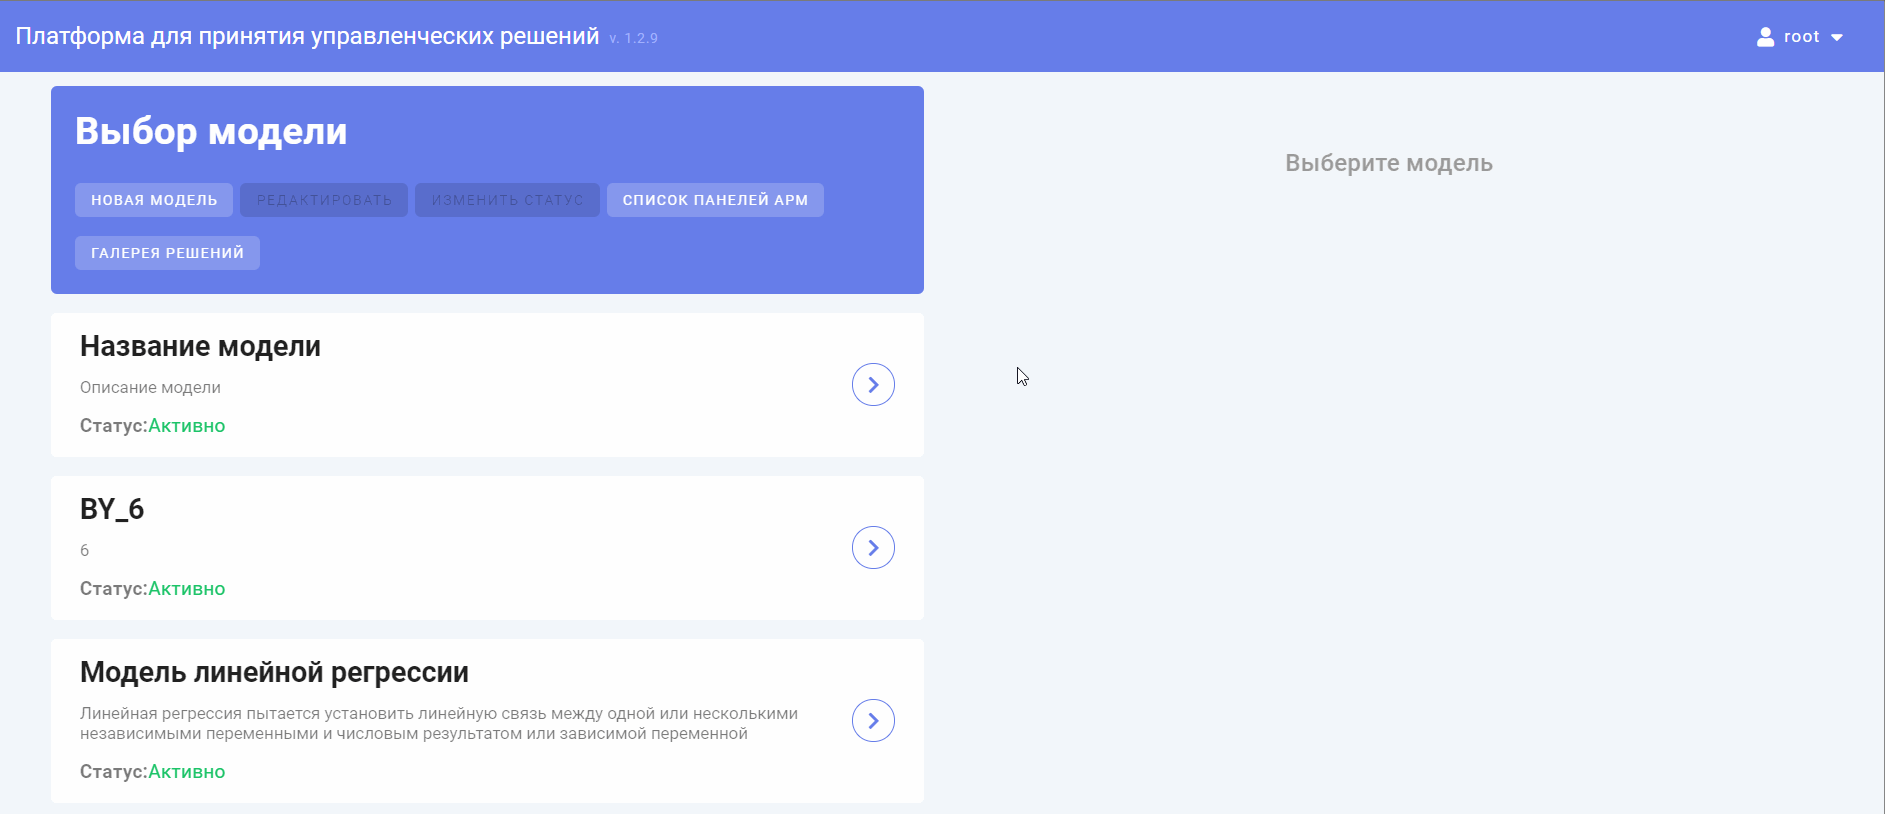 Платформа для принятия управленческих решений v. 1.2.9
root
Выбор модели
НОВАЯ МОДЕЛЬ РЕДАКТИРОВАТЬ ИЗМЕНИТЬ СТАТУС СПИСОК ПАНЕЛЕЙ АРМ
ГАЛЕРЕЯ РЕШЕНИЙ
Название модели
Описание модели
Статус:Активно
BY_6
6
Статус:Активно
Модель линейной регрессии
Линейная регрессия пытается установить линейную связь между одной или несколькими
независимыми переменными и числовым результатом или зависимой переменной
Статус:Активно
Выберите модель